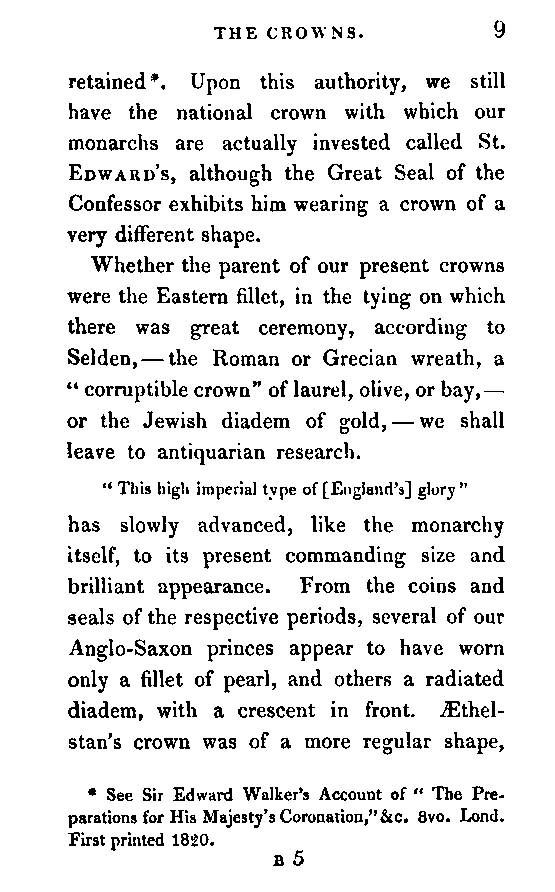 THE CROWNS. 9
retained*. Upon this authority, we still
have the national crown with which our
monarchs are actually invested called St.
EDWARD'S, although the Great Seal of the
Confessor exhibits him wearing a crown of a
very different shape.
Whether the parent of our present crowns
were the Eastern fillet, in the tying on which
there was great ceremony, according to
Selden,—the Roman or Grecian wreath, a
“ corruptible crown” of laurel, olive, or bay,—
or the Jewish diadem of gold,—we shall
leave to antiquarian research.
“ This high imperial type of [England's] glory”
has slowly advanced, like the monarchy
itself, to its present commanding size and
brilliant appearance. From the coins and
seals of the respective periods, several of our
Anglo-Saxon princes appear to have worn
only a fillet of pearl, and others a radiated
diadem, with a crescent in front. Æthel-
stan's crown was of a more regular shape,
* See Sir Edward Walker's Account of “ The Pre-
parations for His Majesty's Coronation,” &c. 8vo. Lond.
First printed 1820.
B 5